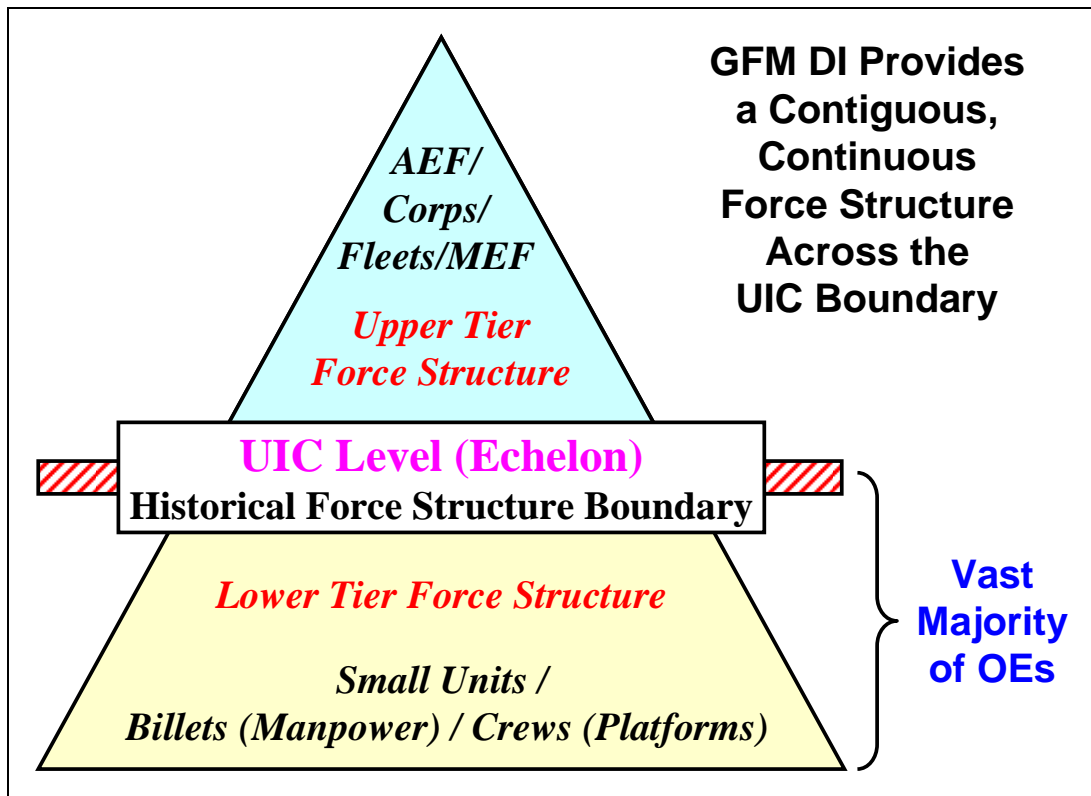 GFM DI Provides
a Contiguous,
Continuous
Force Structure
Across the
UIC Boundary
AEF/
Corps/
Fleets/MEF
Upper Tier
Force Structure
UIC Level (Echelon)
Historical Force Structure Boundary
Lower Tier Force Structure
Small Units /
Billets (Manpower) / Crews (Platforms)
Vast
Majority
of OEs